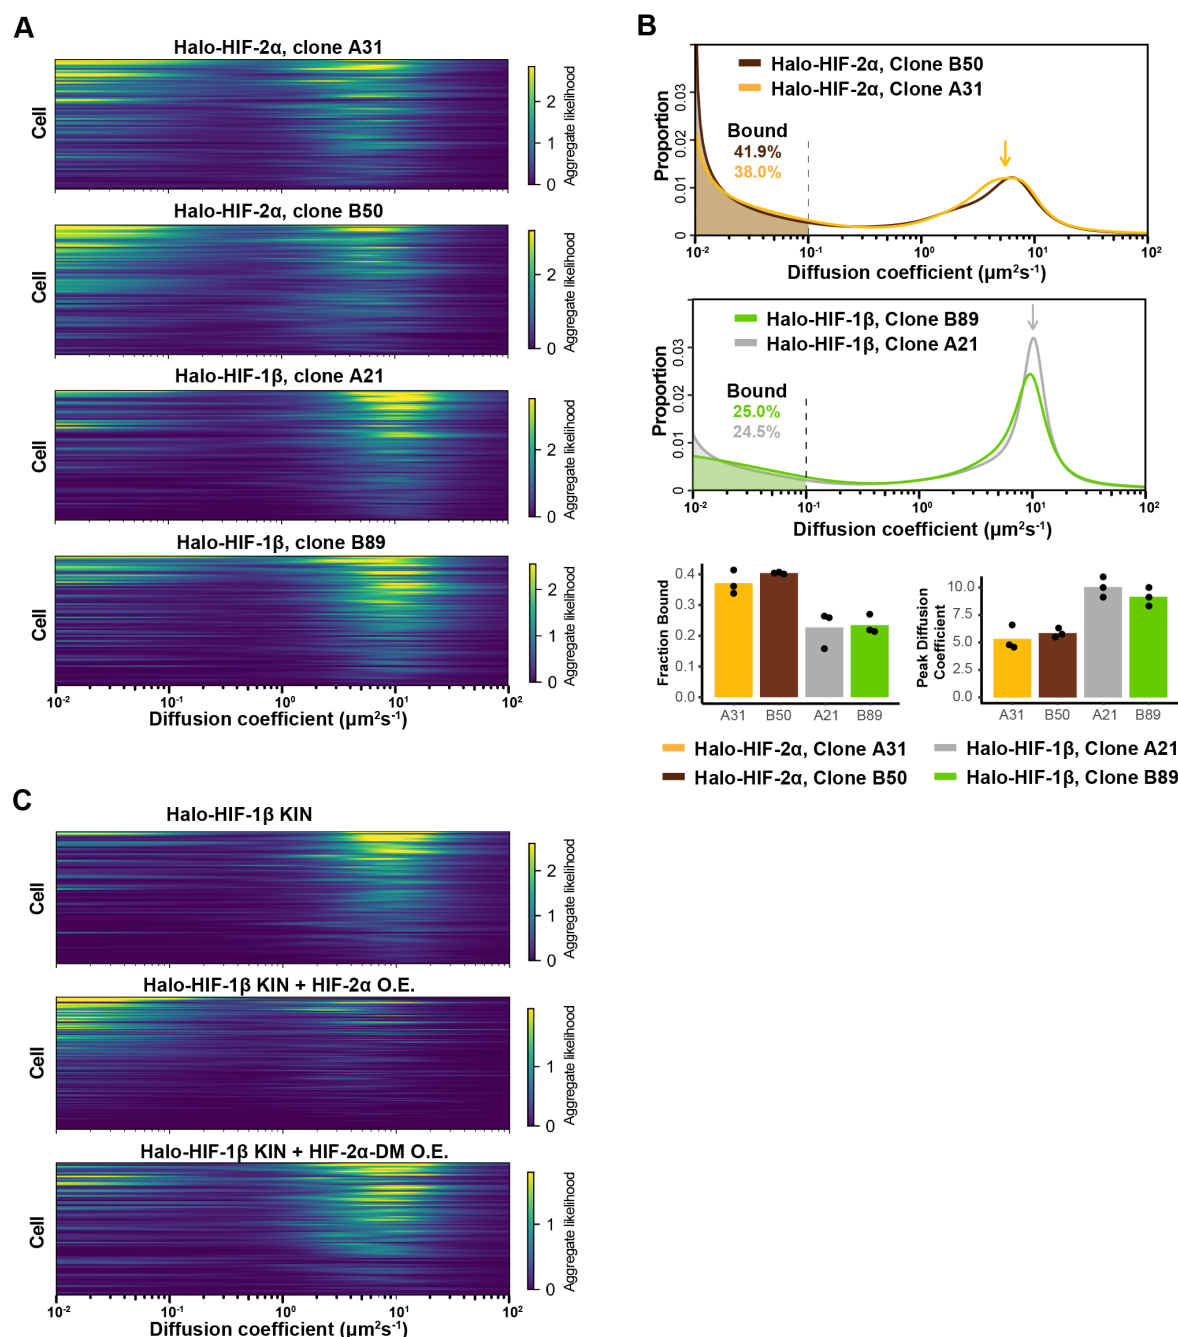 A
Halo-HIF-2α, clone A31
Cell
2
1
0
Aggregate likelihood
Halo-HIF-2α, clone B50
Cell
2
0
Aggregate likelihood
Halo-HIF-1β, clone A21
Cell
2
0
Aggregate likelihood
Halo-HIF-1β, clone B89
Cell
2
1
0
Aggregate likelihood
10⁻² 10⁻¹ 10⁰ 10¹ 10²
Diffusion coefficient (µm²s⁻¹)
B
Halo-HIF-2α, Clone B50
Halo-HIF-2α, Clone A31
Bound
41.9%
38.0%
Proportion
0.03
0.02
0.01
0
10⁻² 10⁻¹ 10⁰ 10¹ 10²
Diffusion coefficient (µm²s⁻¹)
Halo-HIF-1β, Clone B89
Halo-HIF-1β, Clone A21
Bound
25.0%
24.5%
Proportion
0.03
0.02
0.01
0
10⁻² 10⁻¹ 10⁰ 10¹ 10²
Diffusion coefficient (µm²s⁻¹)
Fraction Bound
0.4
0.3
0.2
0.1
0.0
A31 B50 A21 B89
Peak Diffusion
Coefficient
10.0
7.5
5.0
2.5
0.0
A31 B50 A21 B89
Halo-HIF-2α, Clone A31
Halo-HIF-2α, Clone B50
Halo-HIF-1β, Clone A21
Halo-HIF-1β, Clone B89
C
Halo-HIF-1β KIN
Cell
2
1
0
Aggregate likelihood
Halo-HIF-1β KIN + HIF-2α O.E.
Cell
1
0
Aggregate likelihood
Halo-HIF-1β KIN + HIF-2α-DM O.E.
Cell
1
0
Aggregate likelihood
10⁻² 10⁻¹ 10⁰ 10¹ 10²
Diffusion coefficient (µm²s⁻¹)